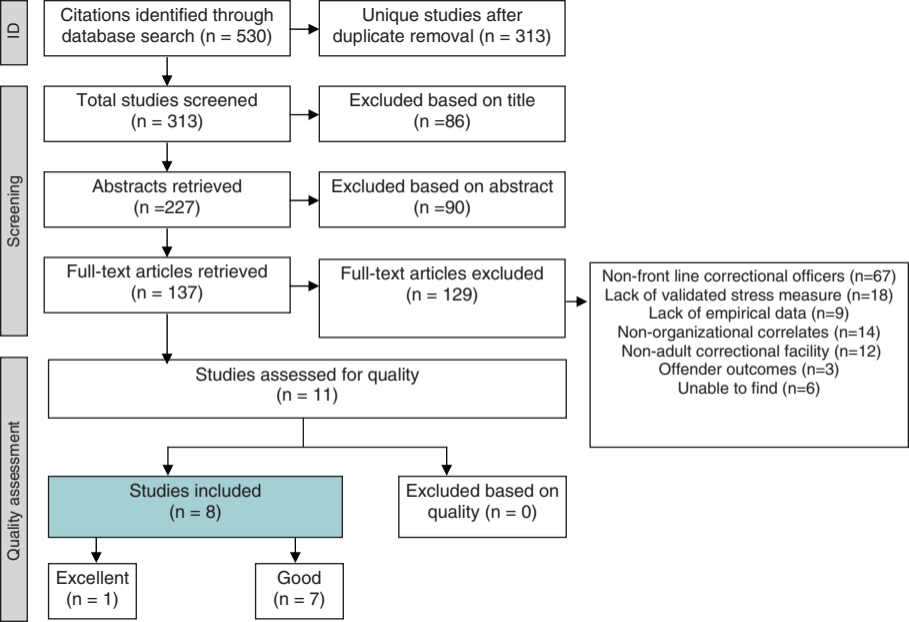 ID
Citations identified through
database search (n = 530)
Unique studies after
duplicate removal (n = 313)
Screening
Total studies screened
(n = 313)
Excluded based on title
(n =86)
Abstracts retrieved
(n =227)
Excluded based on abstract
(n =90)
Full-text articles retrieved
(n = 137)
Full-text articles excluded
(n = 129)
Non-front line correctional officers (n=67)
Lack of validated stress measure (n=18)
Lack of empirical data (n=9)
Non-organizational correlates (n=14)
Non-adult correctional facility (n=12)
Offender outcomes (n=3)
Unable to find (n=6)
Quality assessment
Studies assessed for quality
(n = 11)
Studies included
(n = 8)
Excluded based on
quality (n = 0)
Excellent
(n = 1)
Good
(n = 7)